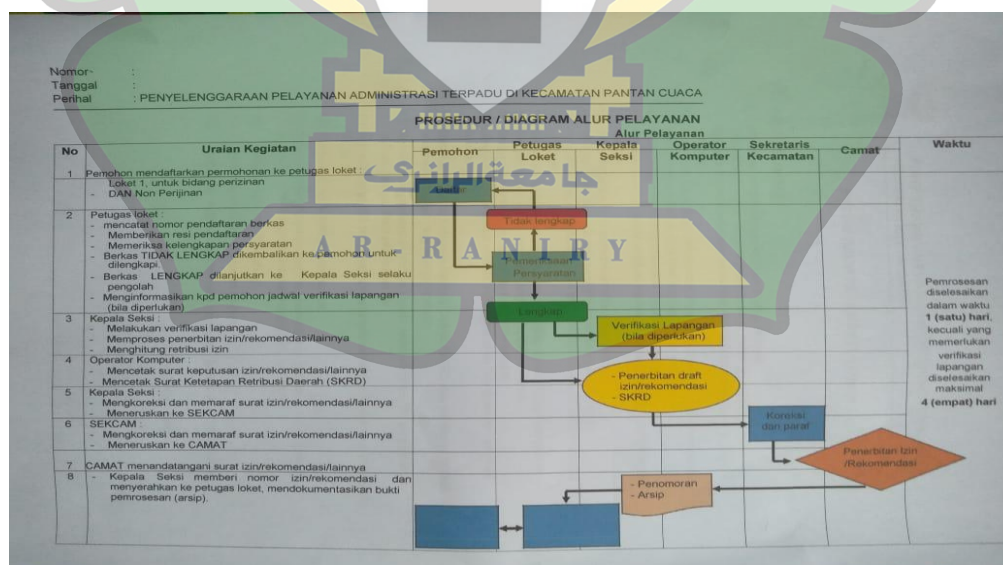 Nomor :
Tanggal :
Perihal : PENYELENGGARAAN PELAYANAN ADMINISTRASI TERPADU DI KECAMATAN PANTAN CUACA
PROSEDUR / DIAGRAM ALUR PELAYANAN
Alur Pelayanan
No Uraian Kegiatan Pemohon Petugas Loket Kepala Seksi Operator Komputer Sekretaris Kecamatan Camat Waktu
1 Pemohon mendaftarkan permohonan ke petugas loket :
Loket 1, untuk bidang perizinan
- DAN Non Perijinan
2 Petugas loket :
- mencatat nomor pendaftaran berkas
- Memberikan resi pendaftaran
- Memeriksa kelengkapan persyaratan
- Berkas TIDAK LENGKAP dikembalikan ke pemohon untuk
dilengkapi
- Berkas LENGKAP dilanjutkan ke Kepala Seksi selaku
pengolah
- Menginformasikan kpd pemohon jadwal verifikasi lapangan
(bila diperlukan)
3 Kepala Seksi :
- Melakukan verifikasi lapangan
- Memproses penerbitan izin/rekomendasi/lainnya
- Menghitung retribusi izin
4 Operator Komputer :
- Mencetak surat keputusan izin/rekomendasi/lainnya
- Mencetak Surat Ketetapan Retribusi Daerah (SKRD)
5 Kepala Seksi :
- Mengkoreksi dan memaraf surat izin/rekomendasi/lainnya
- Meneruskan ke SEKCAM
6 SEKCAM :
- Mengkoreksi dan memaraf surat izin/rekomendasi/lainnya
- Meneruskan ke CAMAT
7 CAMAT menandatangani surat izin/rekomendasi/lainnya
8 - Kepala Seksi memberi nomor izin/rekomendasi dan
menyerahkan ke petugas loket, mendokumentasikan bukti
pemrosesan (arsip).
Tidak lengkap
Pemeriksaan
Persyaratan
Lengkap
Verifikasi Lapangan
(bila diperlukan)
- Penerbitan draft
izin/rekomendasi
- SKRD
Koreksi
dan paraf
Penerbitan Izin
/Rekomendasi
- Penomoran
- Arsip
Pemrosesan
diselesaikan
dalam waktu
1 (satu) hari,
kecuali yang
memerlukan
verifikasi
lapangan
diselesaikan
maksimal
4 (empat) hari
جامعة الرانري
AR-RANIRY